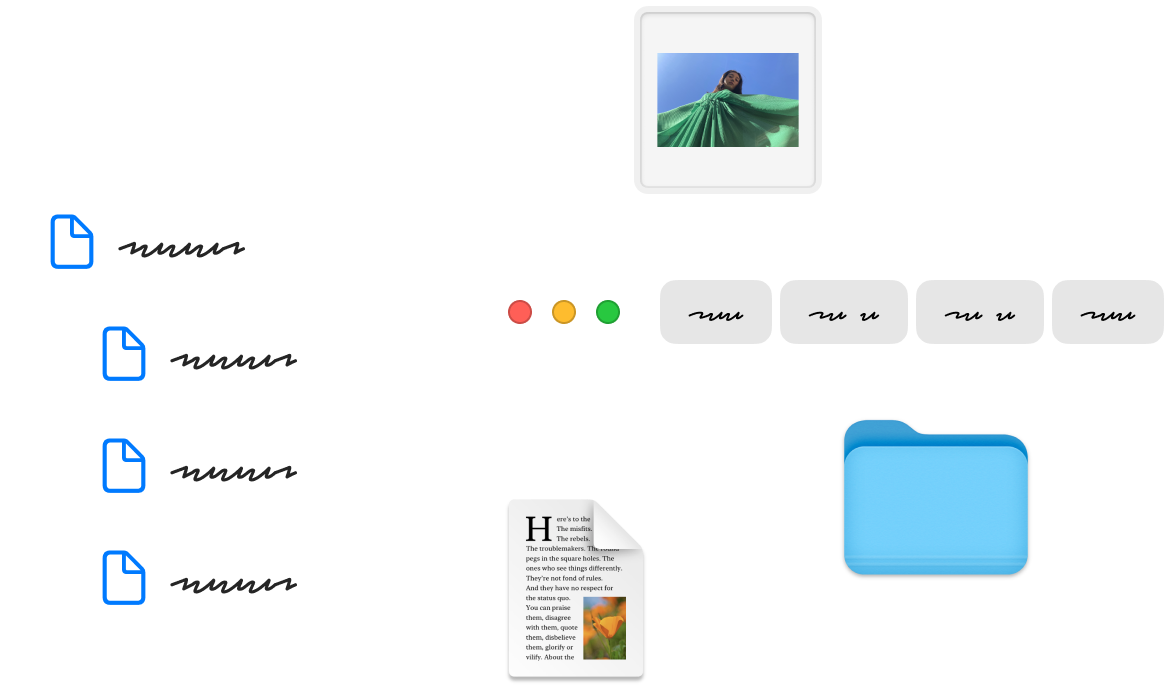 Here's to the
The misfits.
The rebels.
The troublemakers. The round
pegs in the square holes. The
ones who see things differently.
They're not fond of rules.
And they have no respect for
the status quo.
You can praise
them, disagree
with them, quote
them, disbelieve
them, glorify or
vilify. About the